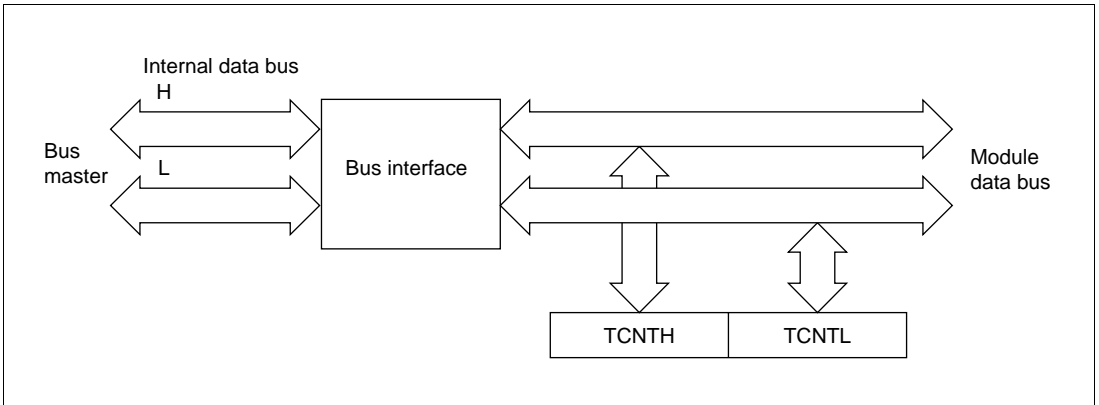 Internal data bus
H
Bus
master
L
Bus interface
Module
data bus
TCNTH
TCNTL